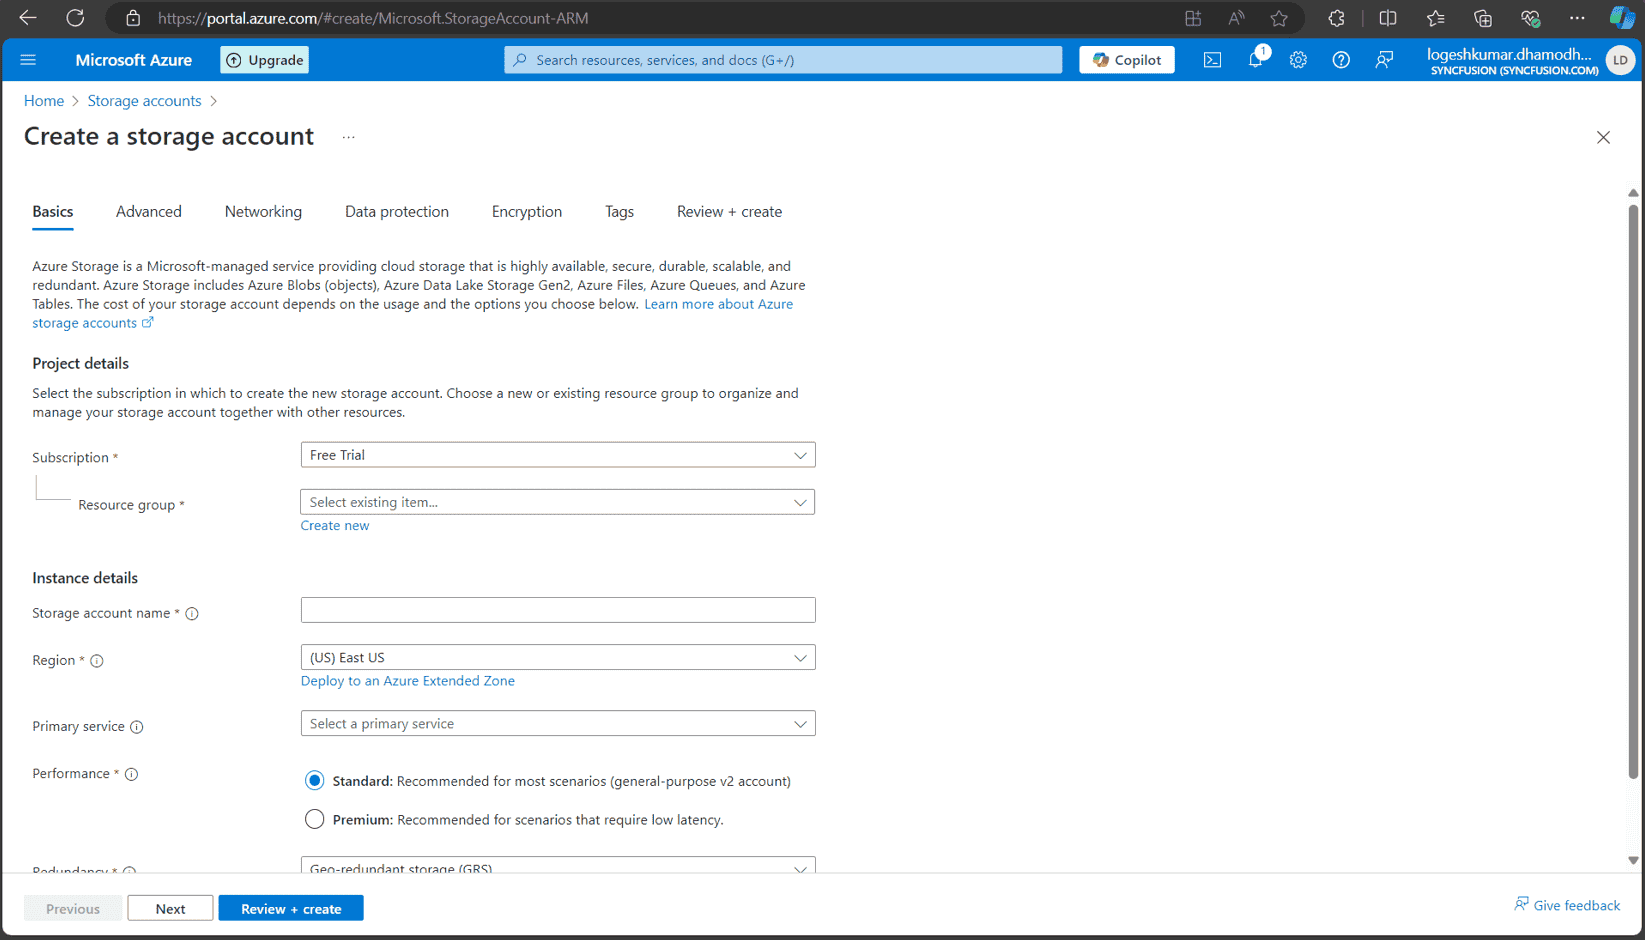 https://portal.azure.com/#create/Microsoft.StorageAccount-ARM
Microsoft Azure
Upgrade
Search resources, services, and docs (G+/)
Copilot
1
logeshkumar.dhamodh...
SYNCFUSION (SYNCFUSION.COM)
LD
Home > Storage accounts >
Create a storage account ...
Basics Advanced Networking Data protection Encryption Tags Review + create
Azure Storage is a Microsoft-managed service providing cloud storage that is highly available, secure, durable, scalable, and
redundant. Azure Storage includes Azure Blobs (objects), Azure Data Lake Storage Gen2, Azure Files, Azure Queues, and Azure
Tables. The cost of your storage account depends on the usage and the options you choose below. Learn more about Azure
storage accounts
Project details
Select the subscription in which to create the new storage account. Choose a new or existing resource group to organize and
manage your storage account together with other resources.
Subscription *
Free Trial
Resource group *
Select existing item...
Create new
Instance details
Storage account name *
Region *
(US) East US
Deploy to an Azure Extended Zone
Primary service
Select a primary service
Performance *
Standard: Recommended for most scenarios (general-purpose v2 account)
Premium: Recommended for scenarios that require low latency.
Redundancy *
Geo-redundant storage (GRS)
Previous
Next
Review + create
Give feedback